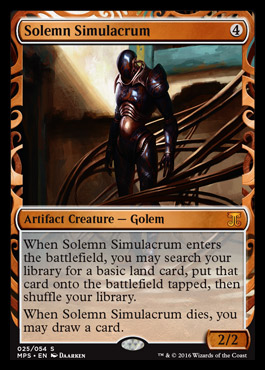 Solemn Simulacrum 4
Artifact Creature — Golem
When Solemn Simulacrum enters
the battlefield, you may search your
library for a basic land card, put that
card onto the battlefield tapped, then
shuffle your library.
When Solemn Simulacrum dies, you
may draw a card.
2/2
025/054 S
MPS • EN DAARKEN
™ & © 2016 Wizards of the Coast